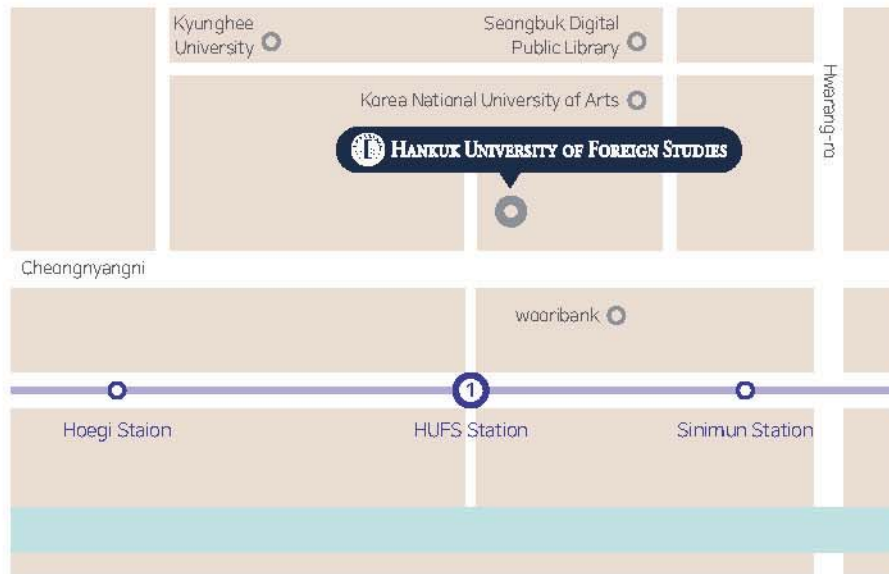 Kyunghee
University
Seongbuk Digital
Public Library
Hwarang-ro
Korea National University of Arts
HANKUK UNIVERSITY OF FOREIGN STUDIES
Cheongnyangni
wooribank
1
Hoegi Staion
HUFS Station
Sinimun Station